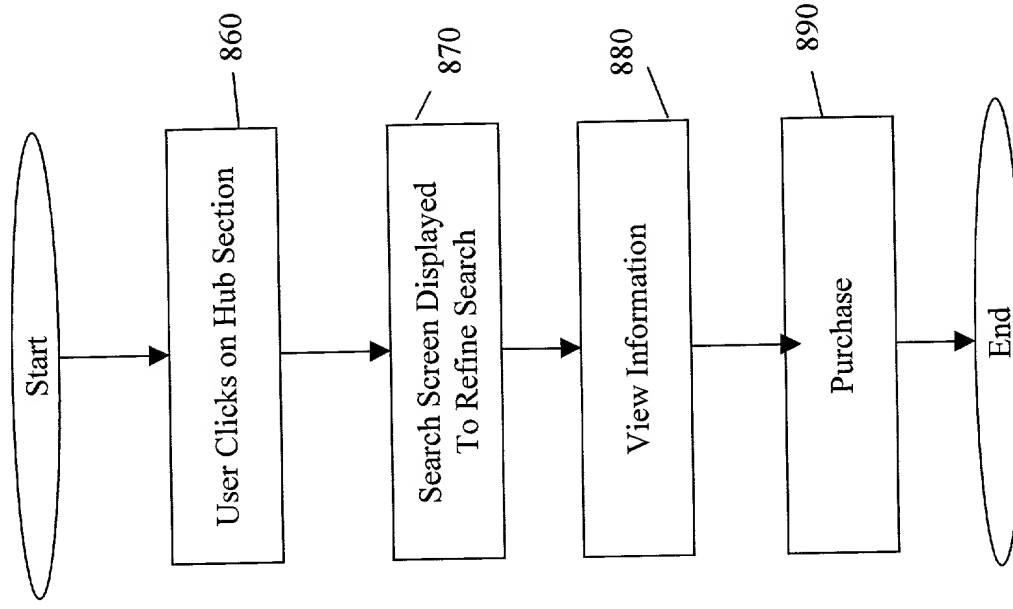 Start
User Clicks on Hub Section
860
Search Screen Displayed
To Refine Search
870
View Information
880
Purchase
890
End